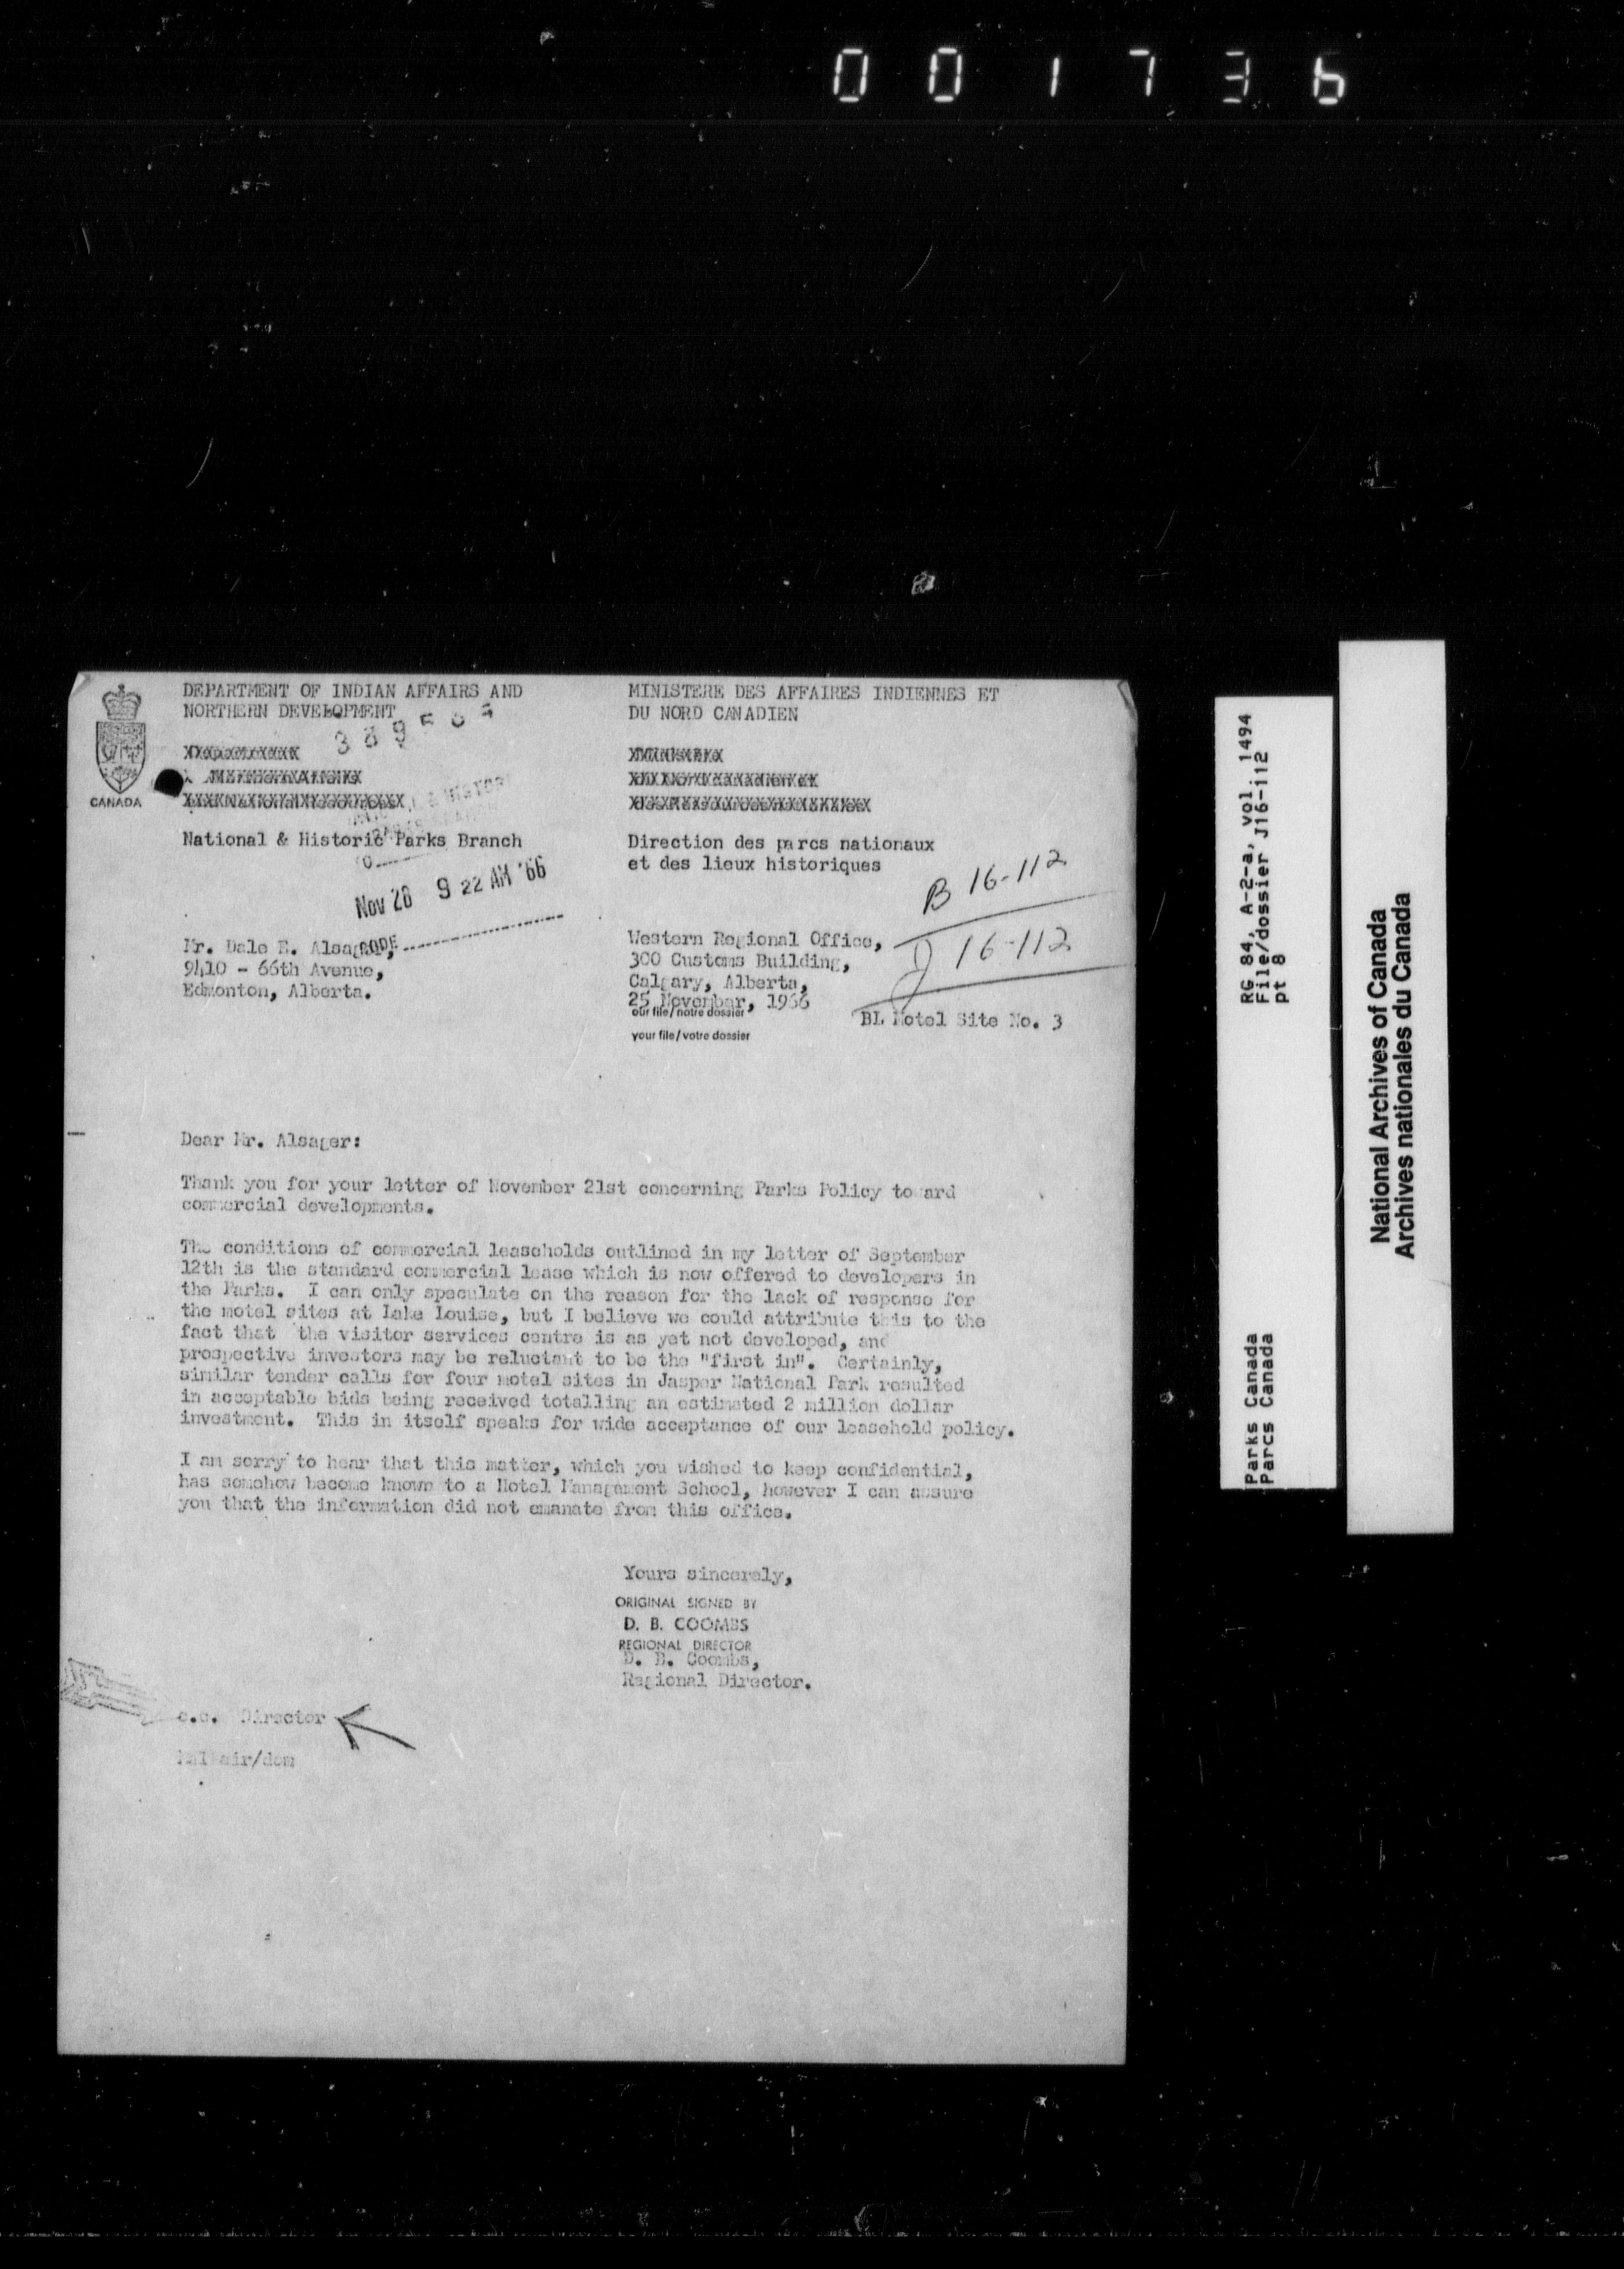 001736
DEPARTMENT OF INDIAN AFFAIRS AND
NORTHERN DEVELOPMENT
MINISTERE DES AFFAIRES INDIENNES ET
DU NORD CANADIEN
CANADA
National & Historic Parks Branch
Direction des parcs nationaux
et des lieux historiques
Nov 28 9 22 AM '66
B 16-112
J 16-112
Mr. Dale E. Alsager,
9410 - 66th Avenue,
Edmonton, Alberta.
Western Regional Office,
300 Customs Building,
Calgary, Alberta,
25 November, 1966
our file/notre dossier
BL Motel Site No. 3
your file/votre dossier
Dear Mr. Alsager:
Thank you for your letter of November 21st concerning Parks Policy toward
commercial developments.
The conditions of commercial leaseholds outlined in my letter of September
12th is the standard commercial lease which is now offered to developers in
the Parks. I can only speculate on the reason for the lack of response for
the motel sites at Lake Louise, but I believe we could attribute this to the
fact that the visitor services centre is as yet not developed, and
prospective investors may be reluctant to be the "first in". Certainly,
similar tender calls for four motel sites in Jasper National Park resulted
in acceptable bids being received totalling an estimated 2 million dollar
investment. This in itself speaks for wide acceptance of our leasehold policy.
I am sorry to hear that this matter, which you wished to keep confidential,
has somehow become known to a Hotel Management School, however I can assure
you that the information did not emanate from this office.
Yours sincerely,
ORIGINAL SIGNED BY
D. B. COOMBS
REGIONAL DIRECTOR
D. B. Coombs,
Regional Director.
c.c. Director
RG 84, A-2-a, vol. 1494
File/dossier J16-112
pt 8
Parks Canada
Parcs Canada
National Archives of Canada
Archives nationales du Canada